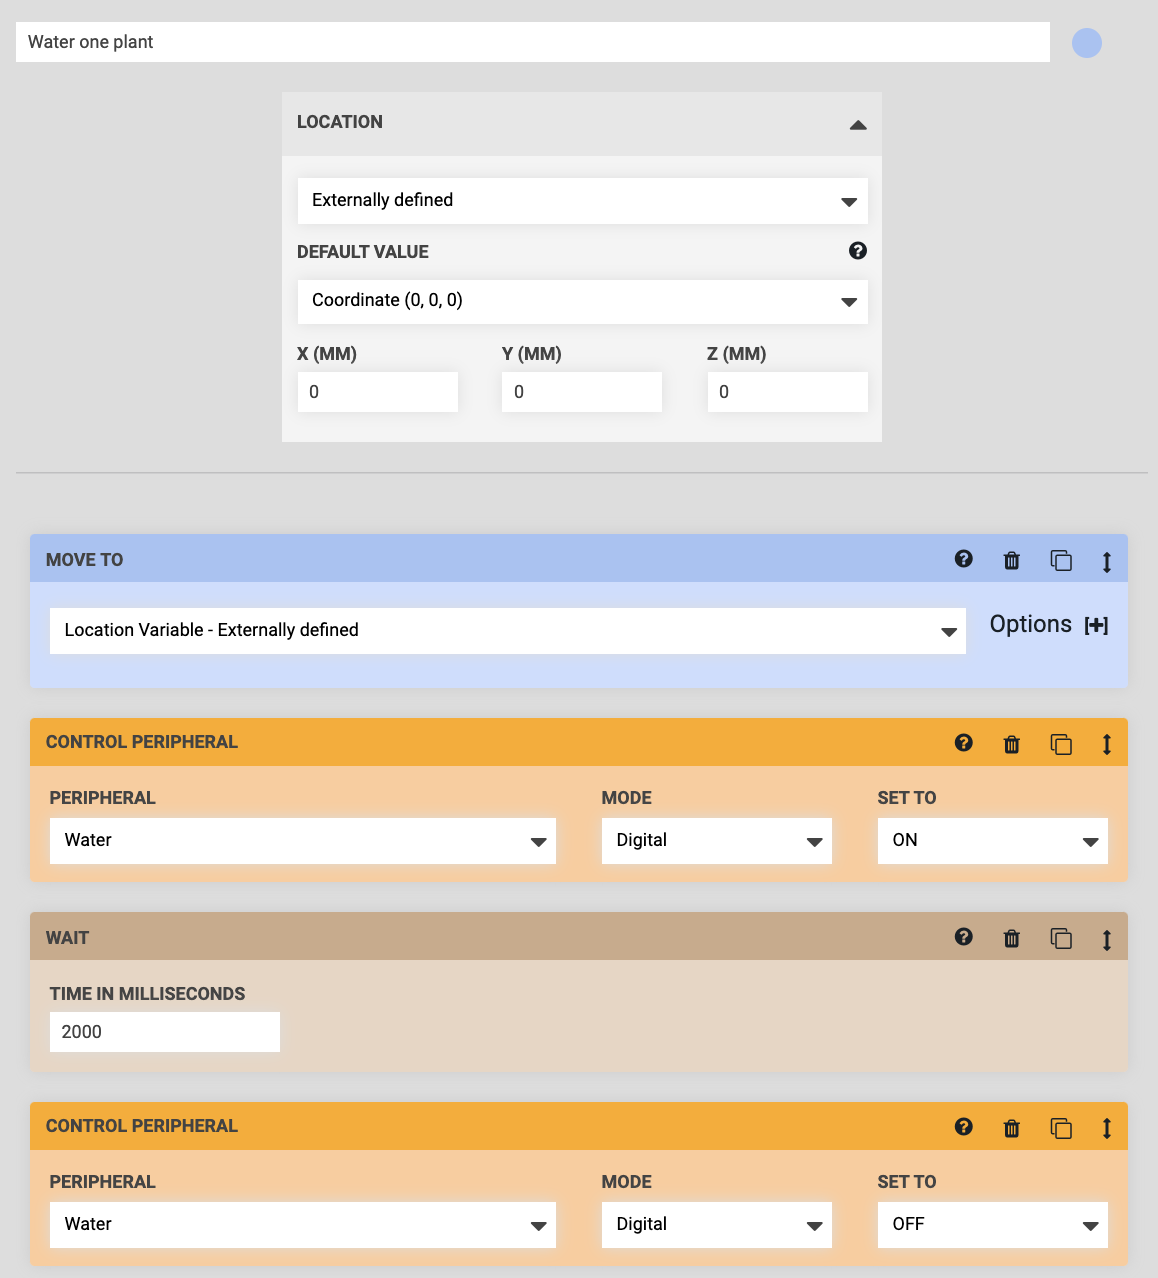 Water one plant
LOCATION
Externally defined
DEFAULT VALUE
Coordinate (0, 0, 0)
X (MM) Y (MM) Z (MM)
0 0 0
MOVE TO
Location Variable - Externally defined Options [+]
CONTROL PERIPHERAL
PERIPHERAL MODE SET TO
Water Digital ON
WAIT
TIME IN MILLISECONDS
2000
CONTROL PERIPHERAL
PERIPHERAL MODE SET TO
Water Digital OFF